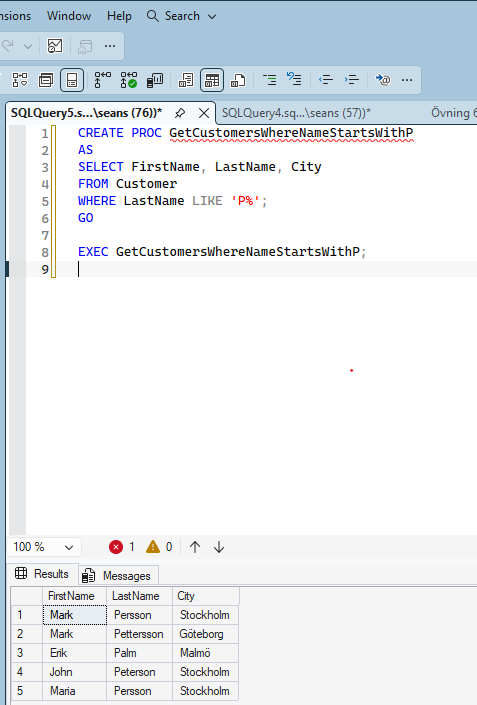 nsions Window Help Search
SQLQuery5.s...\seans (76))* SQLQuery4.sq...\seans (57))* Övning 6
1 CREATE PROC GetCustomersWhereNameStartsWithP
2 AS
3 SELECT FirstName, LastName, City
4 FROM Customer
5 WHERE LastName LIKE 'P%';
6 GO
7
8 EXEC GetCustomersWhereNameStartsWithP;
9
100 % 1 0
Results Messages
FirstName LastName City
1 Mark Persson Stockholm
2 Mark Pettersson Göteborg
3 Erik Palm Malmö
4 John Peterson Stockholm
5 Maria Persson Stockholm